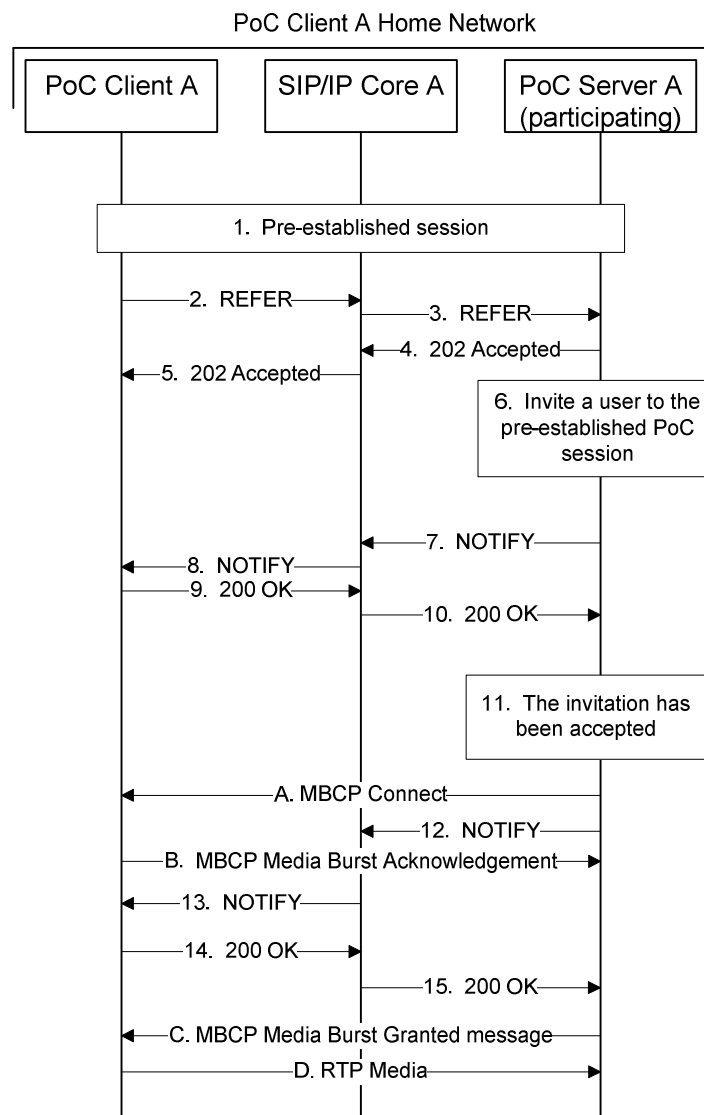 PoC Client A Home Network
PoC Client A
SIP/IP Core A
PoC Server A
(participating)
1. Pre-established session
2. REFER
3. REFER
4. 202 Accepted
5. 202 Accepted
6. Invite a user to the
pre-established PoC
session
7. NOTIFY
8. NOTIFY
9. 200 OK
10. 200 OK
11. The invitation has
been accepted
A. MBCP Connect
12. NOTIFY
B. MBCP Media Burst Acknowledgement
13. NOTIFY
14. 200 OK
15. 200 OK
C. MBCP Media Burst Granted message
D. RTP Media